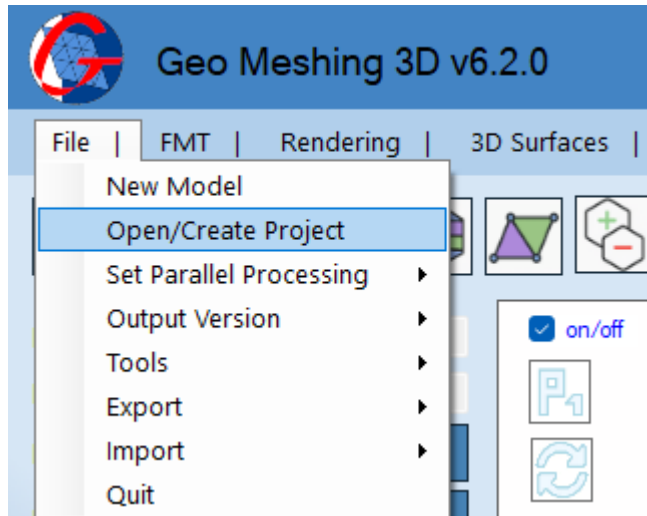 Geo Meshing 3D v6.2.0
File | FMT | Rendering | 3D Surfaces |
New Model
Open/Create Project
Set Parallel Processing
Output Version
on/off
Tools
Export
P1
Import
Quit